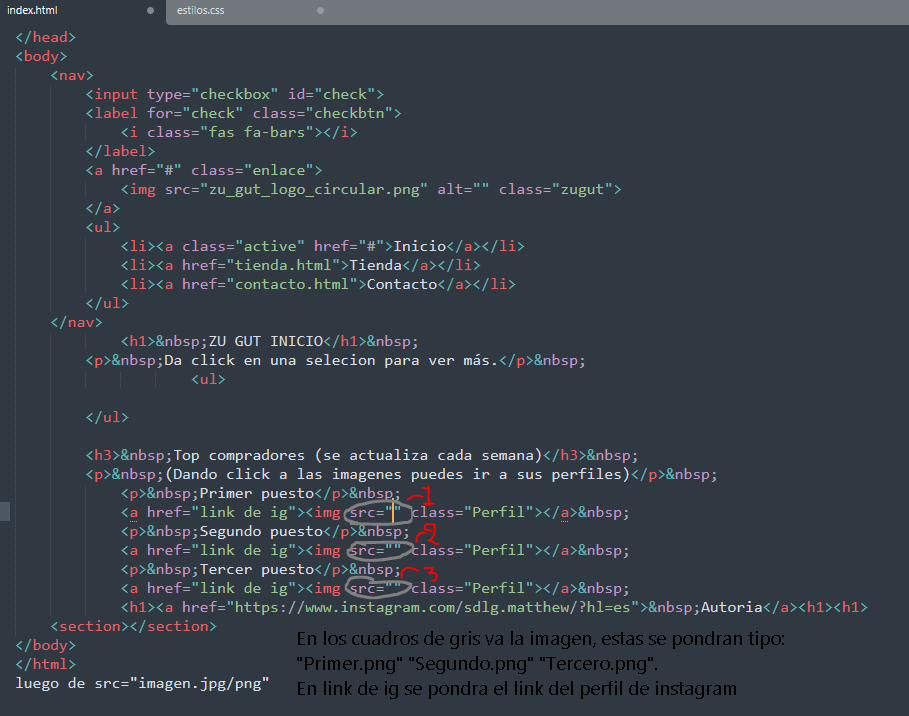 index.html
estilos.css
</head>
<body>
<nav>
<input type="checkbox" id="check">
<label for="check" class="checkbtn">
<i class="fas fa-bars"></i>
</label>
<a href="#" class="enlace">
<img src="zu_gut_logo_circular.png" alt="" class="zugut">
</a>
<ul>
<li><a class="active" href="#">Inicio</a></li>
<li><a href="tienda.html">Tienda</a></li>
<li><a href="contacto.html">Contacto</a></li>
</ul>
</nav>
<h1>&nbsp;ZU GUT INICIO</h1>&nbsp;
<p>&nbsp;Da click en una selecion para ver más.</p>&nbsp;
<ul>
</ul>
<h3>&nbsp;Top compradores (se actualiza cada semana)</h3>&nbsp;
<p>&nbsp;(Dando click a las imagenes puedes ir a sus perfiles)</p>&nbsp;
<p>&nbsp;Primer puesto</p>&nbsp; 1
<a href="link de ig"><img src="" class="Perfil"></a>&nbsp;
<p>&nbsp;Segundo puesto</p>&nbsp; 2
<a href="link de ig"><img src="" class="Perfil"></a>&nbsp;
<p>&nbsp;Tercer puesto</p>&nbsp; 3
<a href="link de ig"><img src="" class="Perfil"></a>&nbsp;
<h1><a href="https://www.instagram.com/sdlg.matthew/?hl=es">&nbsp;Autoria</a><h1><h1>
<section></section>
</body>
</html>
luego de src="imagen.jpg/png"
En los cuadros de gris va la imagen, estas se pondran tipo:
"Primer.png" "Segundo.png" "Tercero.png".
En link de ig se pondra el link del perfil de instagram